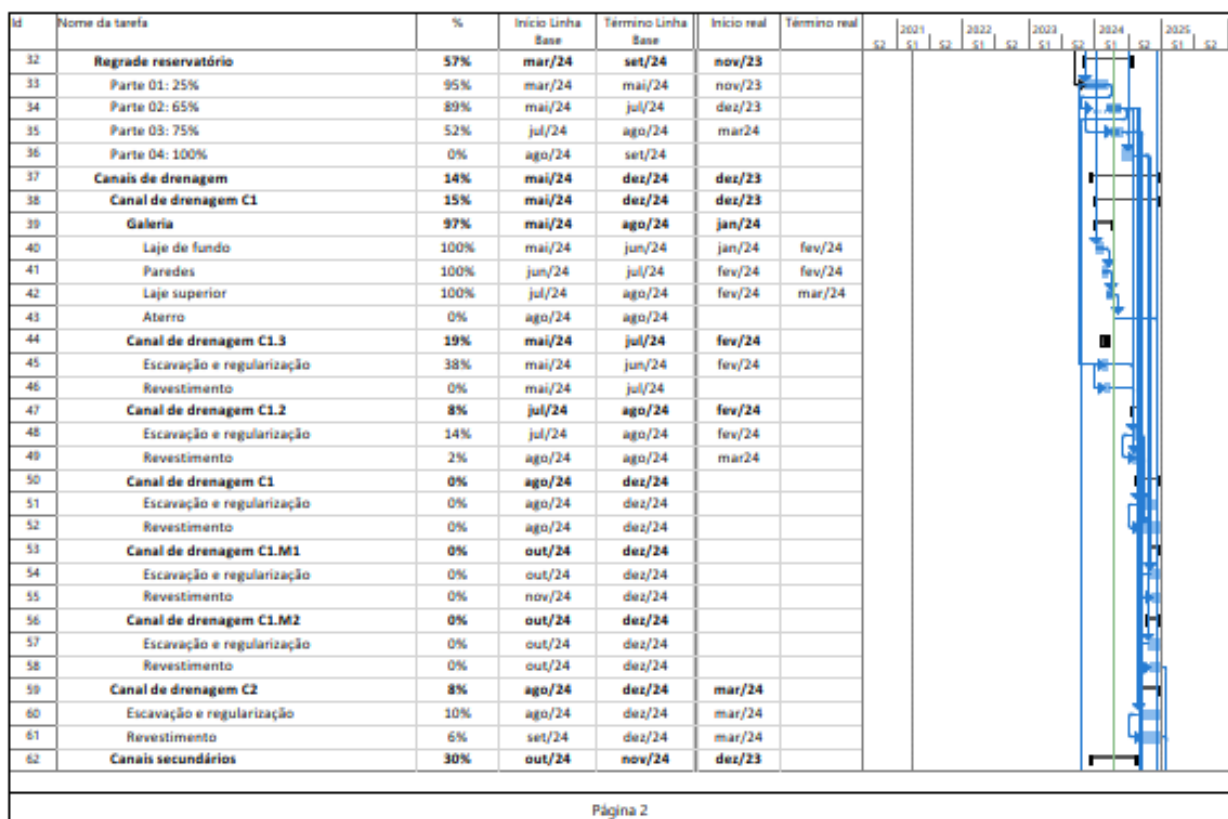 Id Nome da tarefa % Início Linha Base Término Linha Base Início real Término real
2021 2022 2023 2024 2025
S2 S1 S2 S1 S2 S1 S2 S1 S2 S1 S2
32 Regrade reservatório 57% mar/24 set/24 nov/23
33 Parte 01: 25% 95% mar/24 mai/24 nov/23
34 Parte 02: 65% 89% mai/24 jul/24 dez/23
35 Parte 03: 75% 52% jul/24 ago/24 mar24
36 Parte 04: 100% 0% ago/24 set/24
37 Canais de drenagem 14% mai/24 dez/24 dez/23
38 Canal de drenagem C1 15% mai/24 dez/24 dez/23
39 Galeria 97% mai/24 ago/24 jan/24
40 Laje de fundo 100% mai/24 jun/24 jan/24 fev/24
41 Paredes 100% jun/24 jul/24 fev/24 fev/24
42 Laje superior 100% jul/24 ago/24 fev/24 mar/24
43 Aterro 0% ago/24 ago/24
44 Canal de drenagem C1.3 19% mai/24 jul/24 fev/24
45 Escavação e regularização 38% mai/24 jun/24 fev/24
46 Revestimento 0% mai/24 jul/24
47 Canal de drenagem C1.2 8% jul/24 ago/24 fev/24
48 Escavação e regularização 14% jul/24 ago/24 fev/24
49 Revestimento 2% ago/24 ago/24 mar24
50 Canal de drenagem C1 0% ago/24 dez/24
51 Escavação e regularização 0% ago/24 dez/24
52 Revestimento 0% ago/24 dez/24
53 Canal de drenagem C1.M1 0% out/24 dez/24
54 Escavação e regularização 0% out/24 dez/24
55 Revestimento 0% nov/24 dez/24
56 Canal de drenagem C1.M2 0% out/24 dez/24
57 Escavação e regularização 0% out/24 dez/24
58 Revestimento 0% out/24 dez/24
59 Canal de drenagem C2 8% ago/24 dez/24 mar/24
60 Escavação e regularização 10% ago/24 dez/24 mar/24
61 Revestimento 6% set/24 dez/24 mar/24
62 Canais secundários 30% out/24 nov/24 dez/23
Página 2